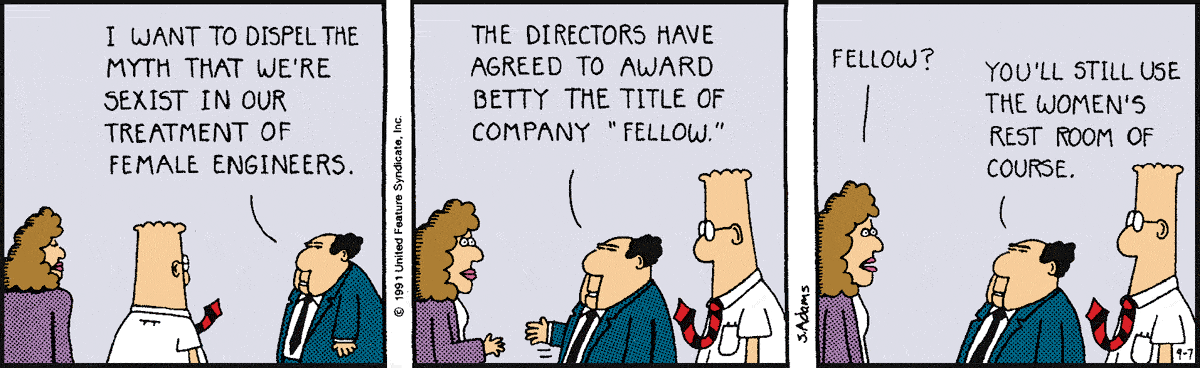 I WANT TO DISPEL THE
MYTH THAT WE'RE
SEXIST IN OUR
TREATMENT OF
FEMALE ENGINEERS.
© 1991 United Feature Syndicate, Inc.
THE DIRECTORS HAVE
AGREED TO AWARD
BETTY THE TITLE OF
COMPANY "FELLOW."
S.Adams
FELLOW?
YOU'LL STILL USE
THE WOMEN'S
REST ROOM OF
COURSE.
9-7